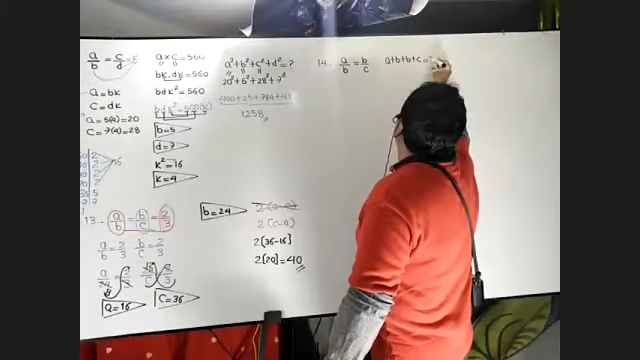 a/b = c/d = k
a×c = 560
bk.dk = 560
bdk² = 560
a = bk
c = dk
a = 5(4) = 20
c = 7(4) = 28
b = 5
d = 7
k² = 16
k = 4
a² + b² + c² + d² = ?
20² + 5² + 28² + 7²
400 + 25 + 784 + 49
1258
16
13.- a/b = b/c = 2/3
a/b = 2/3 b/c = 2/3
a = 16
c = 36
b = 24
2(c-a)
2(36-16)
2(20) = 40
14.- a/b = b/c a+b+b+c =